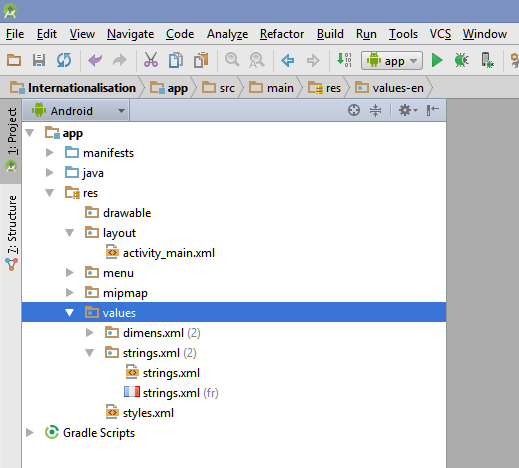 File Edit View Navigate Code Analyze Refactor Build Run Tools VCS Window
app
Internationalisation app src main res values-en
1: Project
Android
app
manifests
java
res
drawable
layout
activity_main.xml
menu
mipmap
values
dimens.xml (2)
strings.xml (2)
strings.xml
strings.xml (fr)
styles.xml
Gradle Scripts
7: Structure